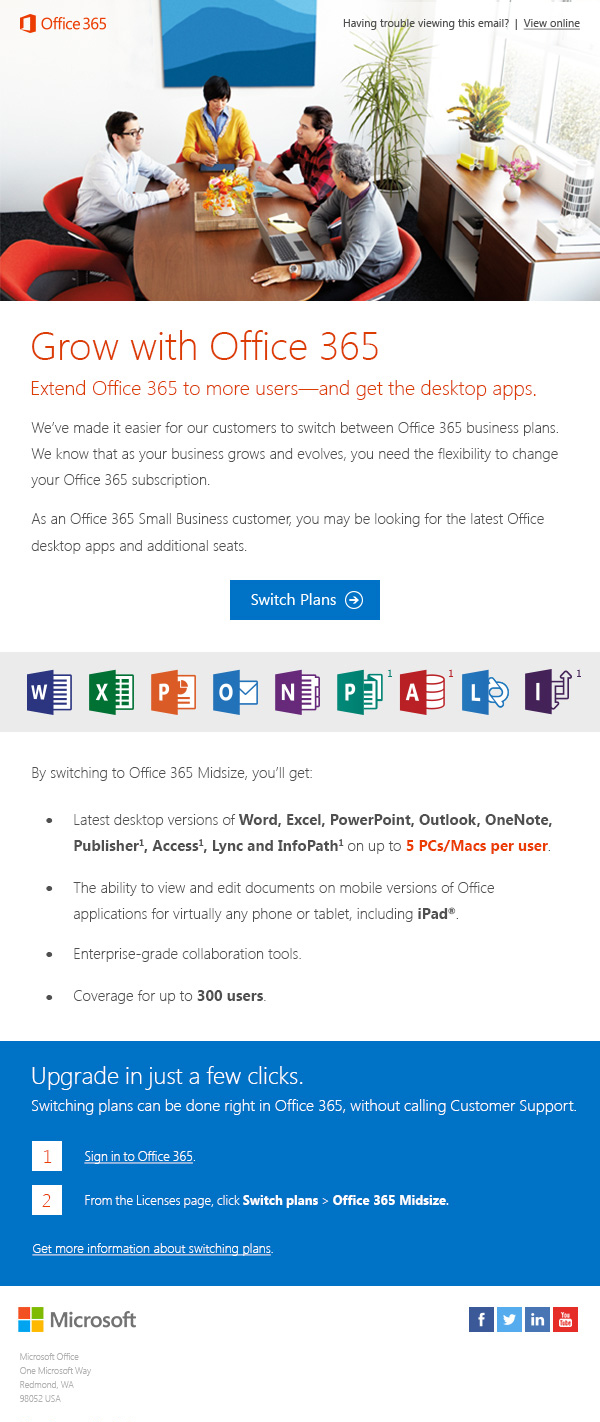 Office 365
Having trouble viewing this email? | View online
Grow with Office 365
Extend Office 365 to more users—and get the desktop apps.
We've made it easier for our customers to switch between Office 365 business plans.
We know that as your business grows and evolves, you need the flexibility to change
your Office 365 subscription.
As an Office 365 Small Business customer, you may be looking for the latest Office
desktop apps and additional seats.
Switch Plans
W X P O N P 1 A 1 L I 1
By switching to Office 365 Midsize, you'll get:
• Latest desktop versions of Word, Excel, PowerPoint, Outlook, OneNote,
Publisher¹, Access¹, Lync and InfoPath¹ on up to 5 PCs/Macs per user.
• The ability to view and edit documents on mobile versions of Office
applications for virtually any phone or tablet, including iPad®.
• Enterprise-grade collaboration tools.
• Coverage for up to 300 users.
Upgrade in just a few clicks.
Switching plans can be done right in Office 365, without calling Customer Support.
1 Sign in to Office 365.
2 From the Licenses page, click Switch plans > Office 365 Midsize.
Get more information about switching plans.
Microsoft
f in You Tube
Microsoft Office
One Microsoft Way
Redmond, WA
98052 USA